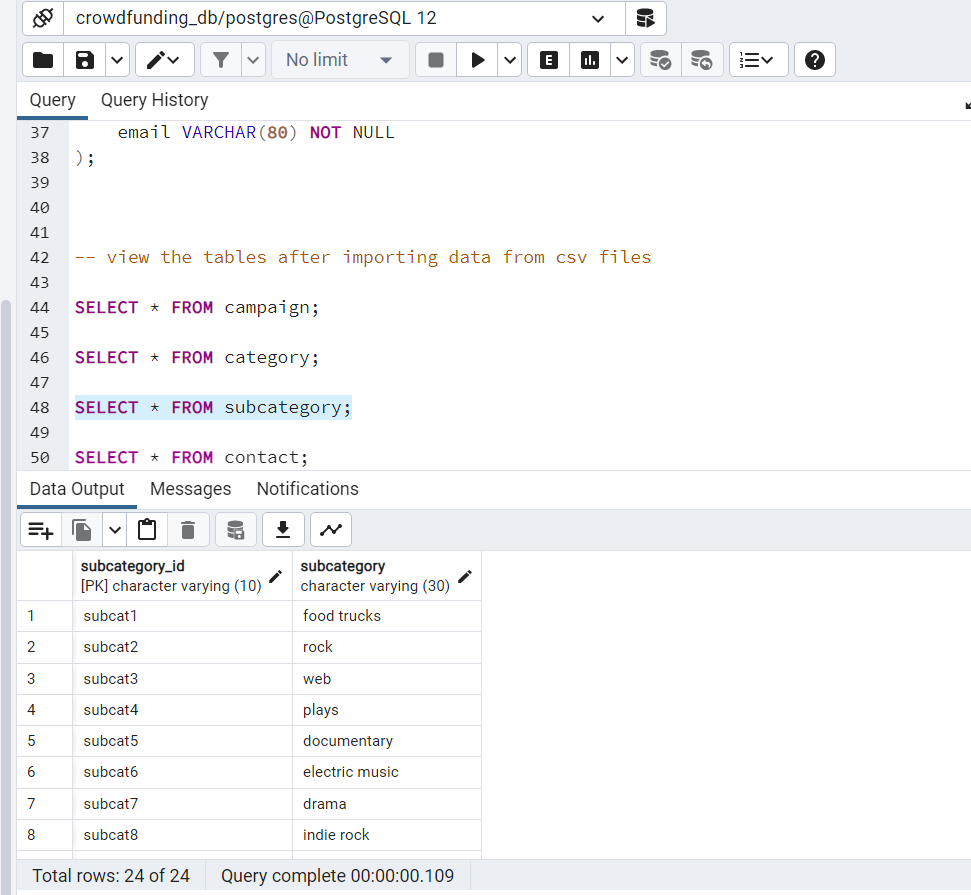 crowdfunding_db/postgres@PostgreSQL 12
No limit
E
Query Query History
37 email VARCHAR(80) NOT NULL
38 );
39
40
41
42 -- view the tables after importing data from csv files
43
44 SELECT * FROM campaign;
45
46 SELECT * FROM category;
47
48 SELECT * FROM subcategory;
49
50 SELECT * FROM contact;
Data Output Messages Notifications
subcategory_id subcategory
[PK] character varying (10) character varying (30)
1 subcat1 food trucks
2 subcat2 rock
3 subcat3 web
4 subcat4 plays
5 subcat5 documentary
6 subcat6 electric music
7 subcat7 drama
8 subcat8 indie rock
Total rows: 24 of 24 Query complete 00:00:00.109